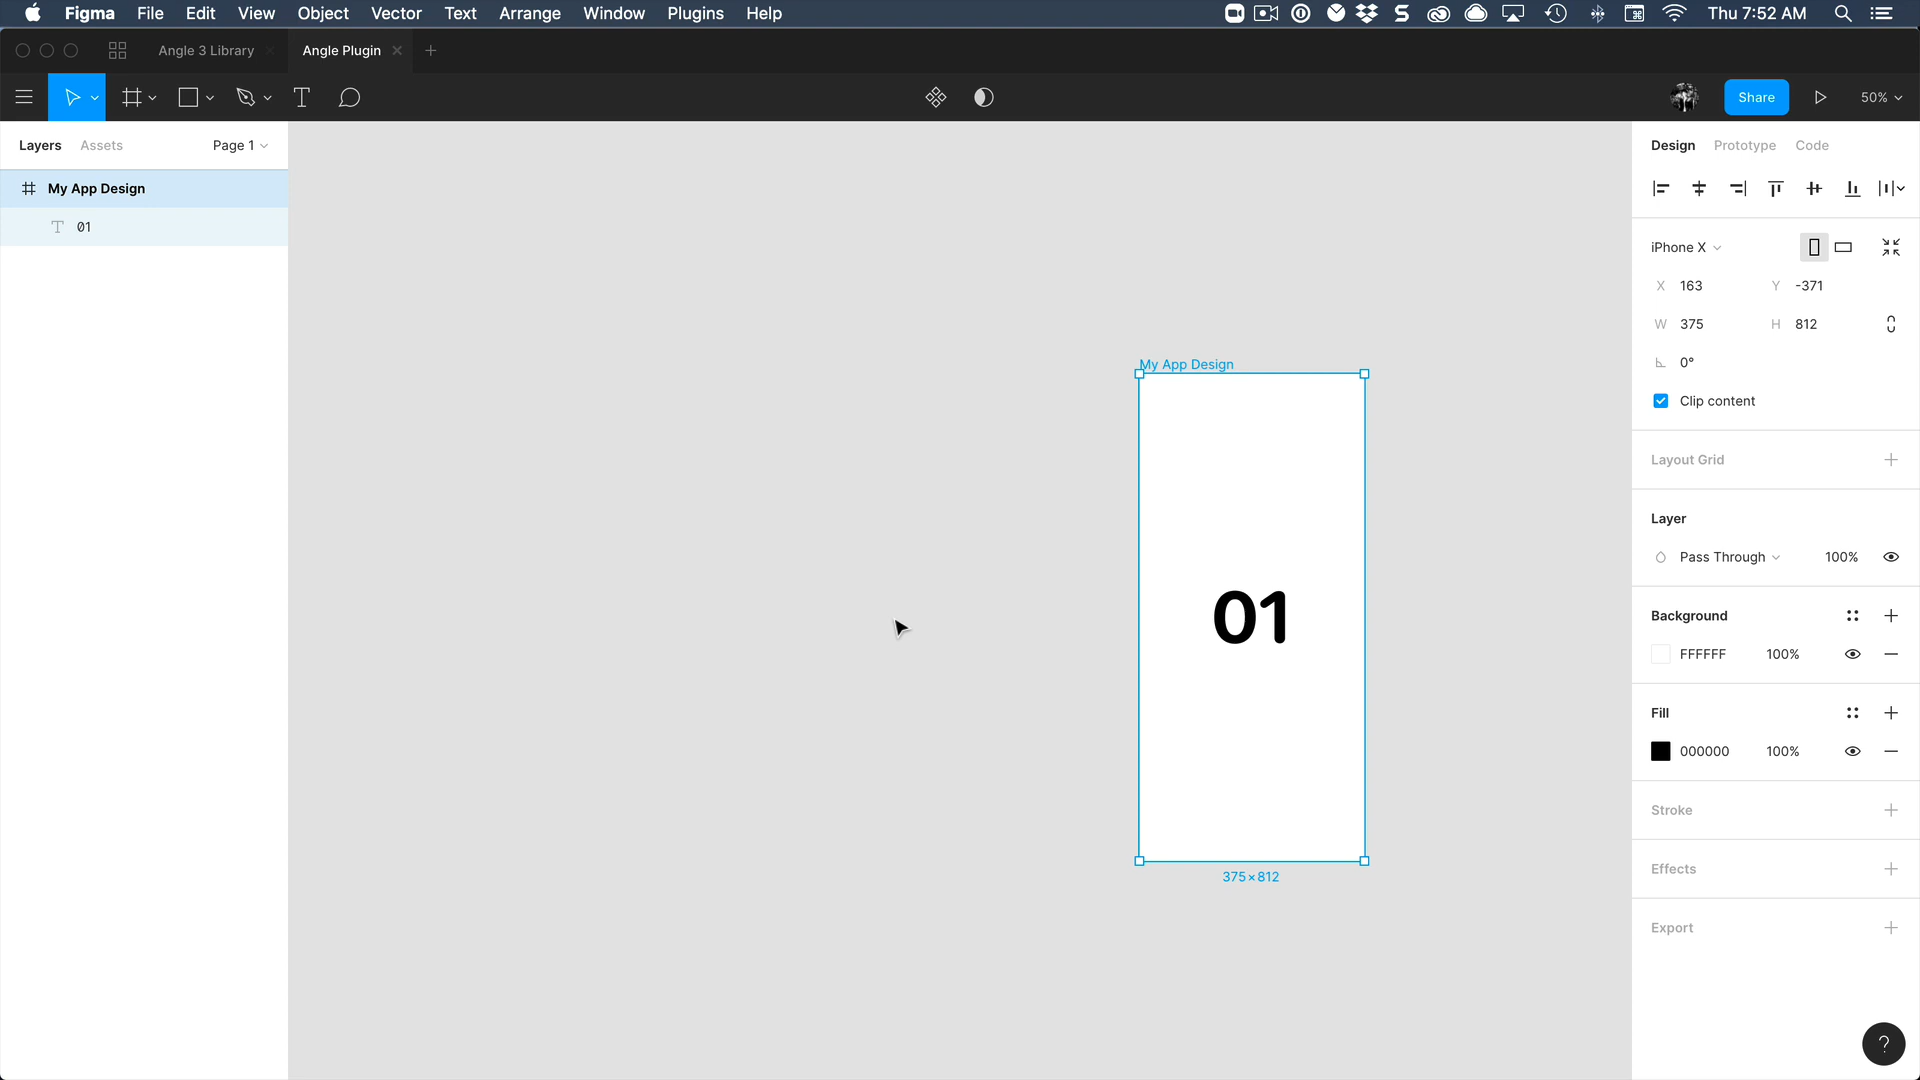 Figma File Edit View Object Vector Text Arrange Window Plugins Help Thu 7:52 AM
Angle 3 Library Angle Plugin
Share 50%
Layers Assets Page 1
My App Design
01
My App Design
01
375×812
Design Prototype Code
iPhone X
X 163 Y -371
W 375 H 812
0°
Clip content
Layout Grid
Layer
Pass Through 100%
Background
FFFFFF 100%
Fill
000000 100%
Stroke
Effects
Export
?